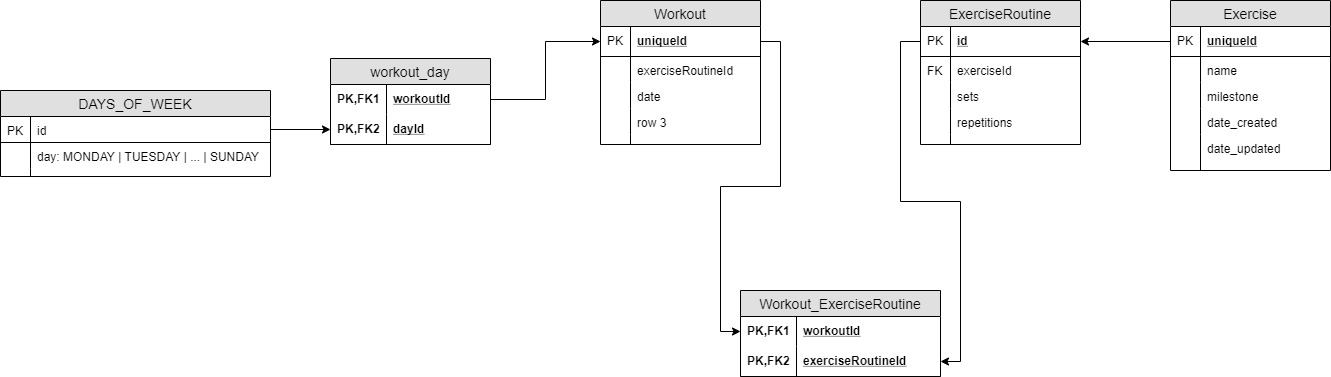 DAYS_OF_WEEK
PK id
day: MONDAY | TUESDAY | ... | SUNDAY
workout_day
PK,FK1 workoutId
PK,FK2 dayId
Workout
PK uniqueId
exerciseRoutineId
date
row 3
ExerciseRoutine
PK id
FK exerciseId
sets
repetitions
Exercise
PK uniqueId
name
milestone
date_created
date_updated
Workout_ExerciseRoutine
PK,FK1 workoutId
PK,FK2 exerciseRoutineId